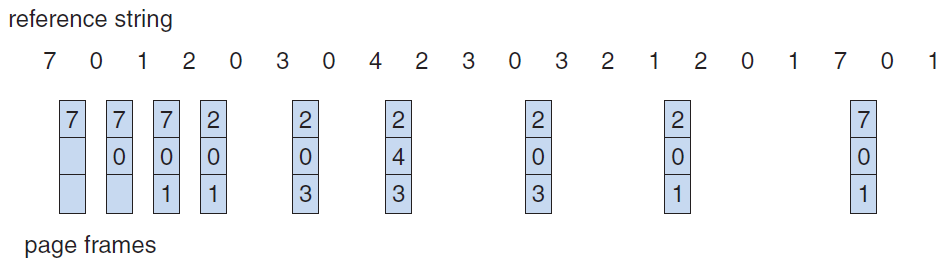 reference string
7 0 1 2 0 3 0 4 2 3 0 3 2 1 2 0 1 7 0 1
7 7 7 2 2 2 2 2 7
0 0 0 0 4 0 0 0
1 1 3 3 3 1 1
page frames